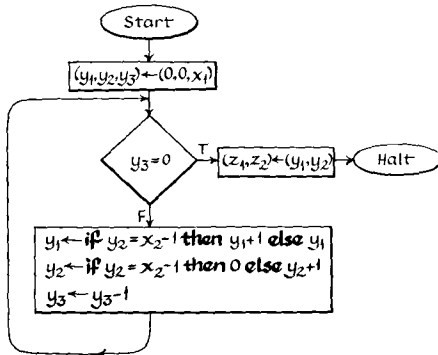 Start
(y₁,y₂,y₃)←(0,0,x₁)
y₃=0
T
(z₁,z₂)←(y₁,y₂)
Halt
F
y₁←if y₂=x₂-1 then y₁+1 else y₁
y₂←if y₂=x₂-1 then 0 else y₂+1
y₃←y₃-1